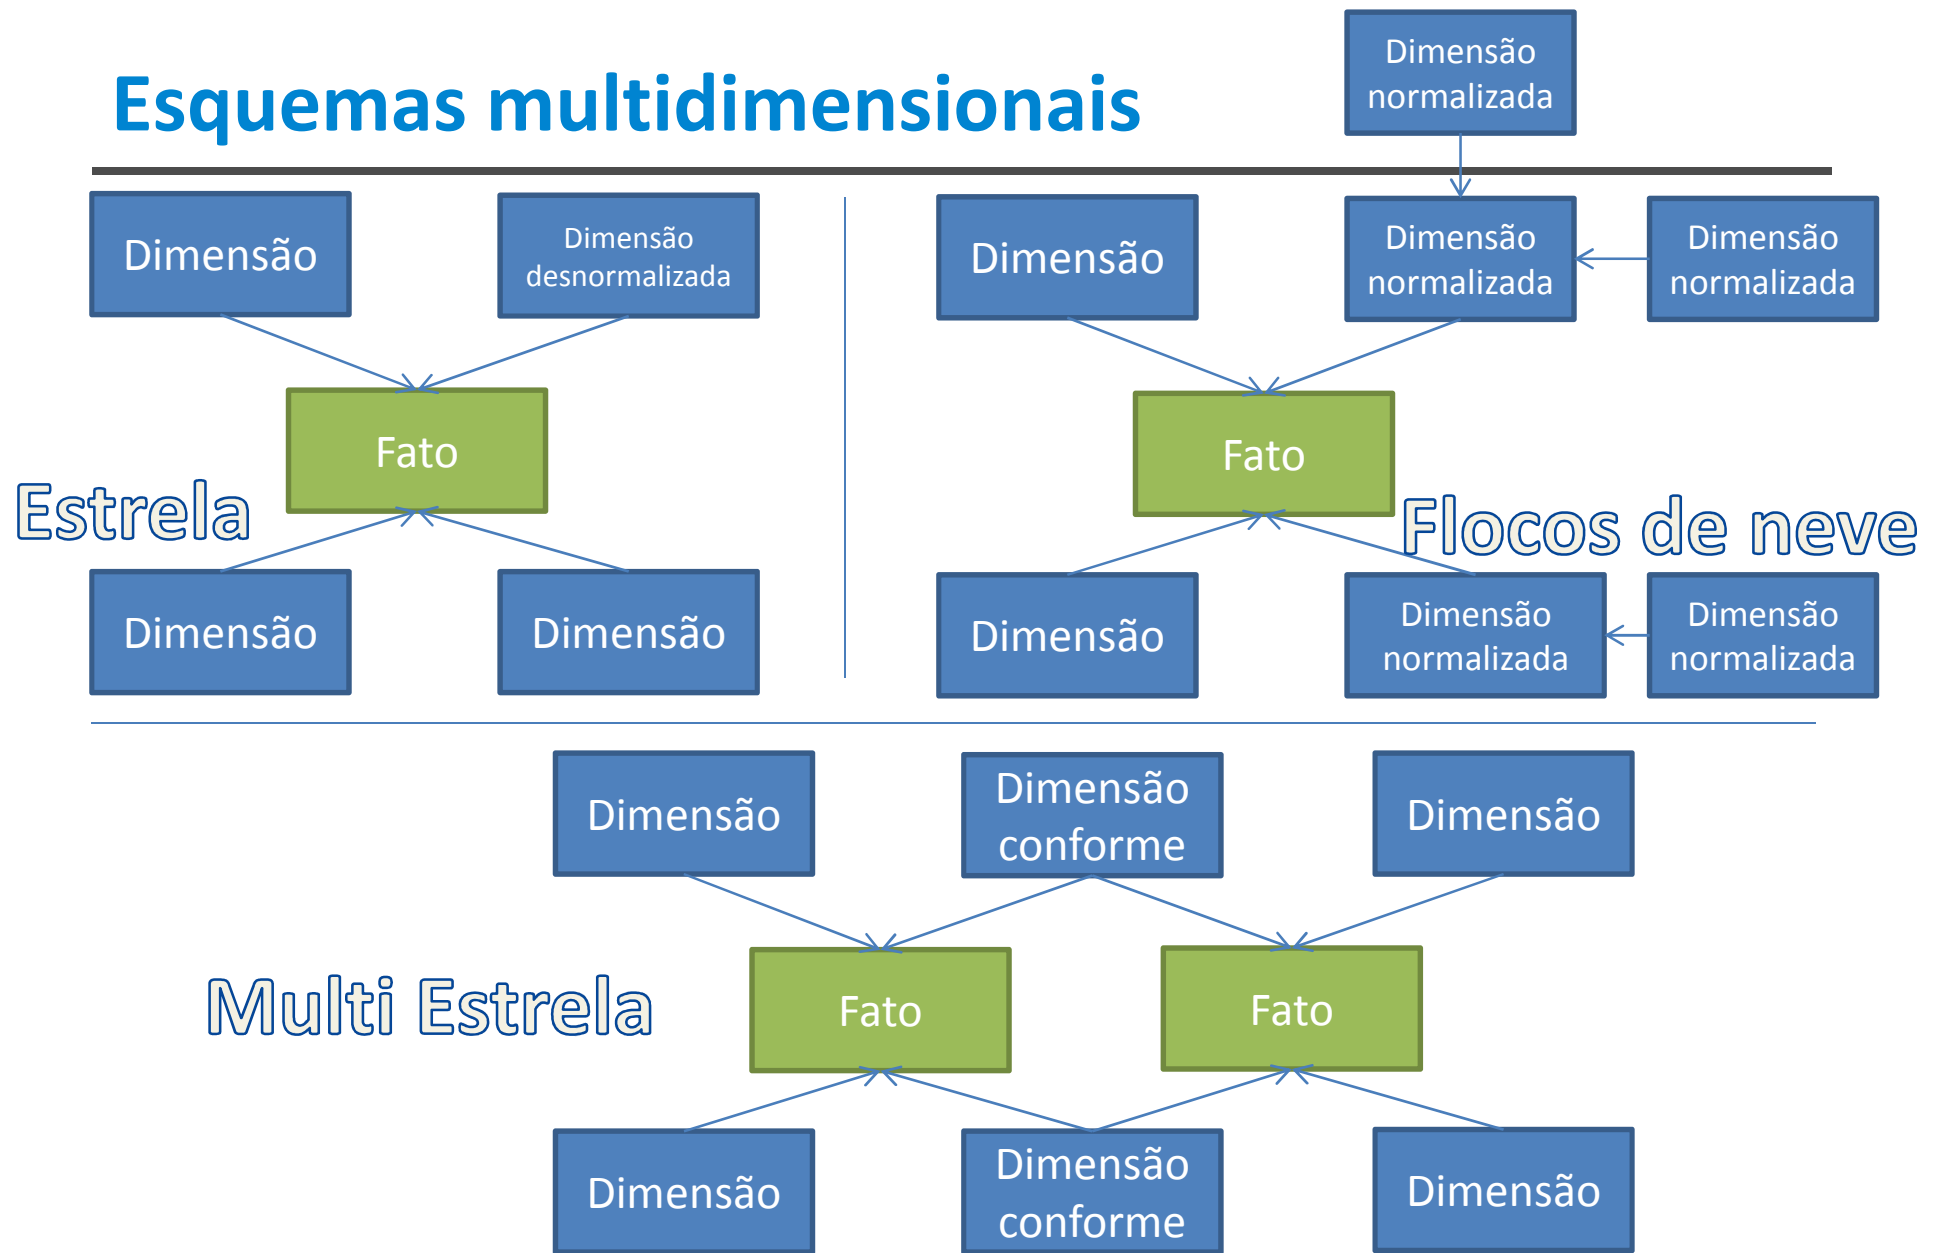 Esquemas multidimensionais
Dimensão
normalizada
Dimensão
Dimensão
desnormalizada
Fato
Estrela
Dimensão
Dimensão
Dimensão
Dimensão
normalizada
Dimensão
normalizada
Fato
Flocos de neve
Dimensão
Dimensão
normalizada
Dimensão
normalizada
Dimensão
Dimensão
conforme
Dimensão
Multi Estrela
Fato
Fato
Dimensão
Dimensão
conforme
Dimensão